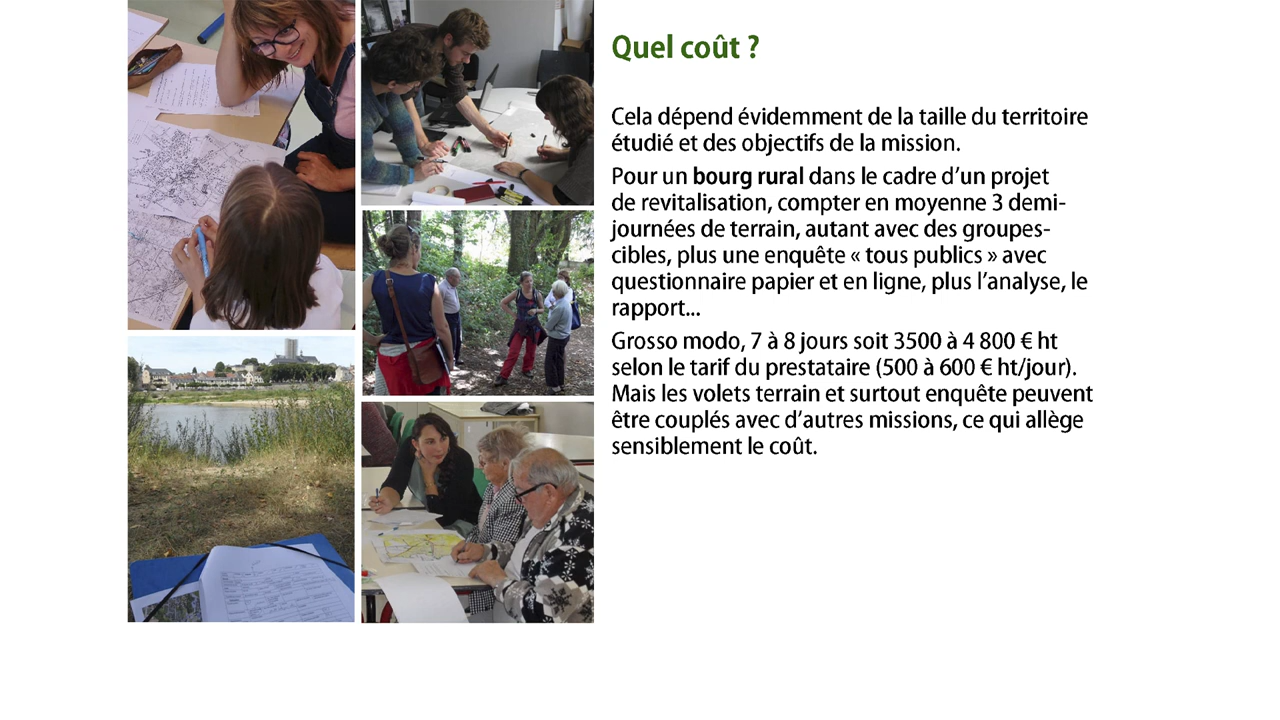 Quel coût ?
Cela dépend évidemment de la taille du territoire
étudié et des objectifs de la mission.
Pour un bourg rural dans le cadre d’un projet
de revitalisation, compter en moyenne 3 demi-
journées de terrain, autant avec des groupes-
cibles, plus une enquête « tous publics » avec
questionnaire papier et en ligne, plus l’analyse, le
rapport...
Grosso modo, 7 à 8 jours soit 3500 à 4 800 € ht
selon le tarif du prestataire (500 à 600 € ht/jour).
Mais les volets terrain et surtout enquête peuvent
être couplés avec d’autres missions, ce qui allège
sensiblement le coût.